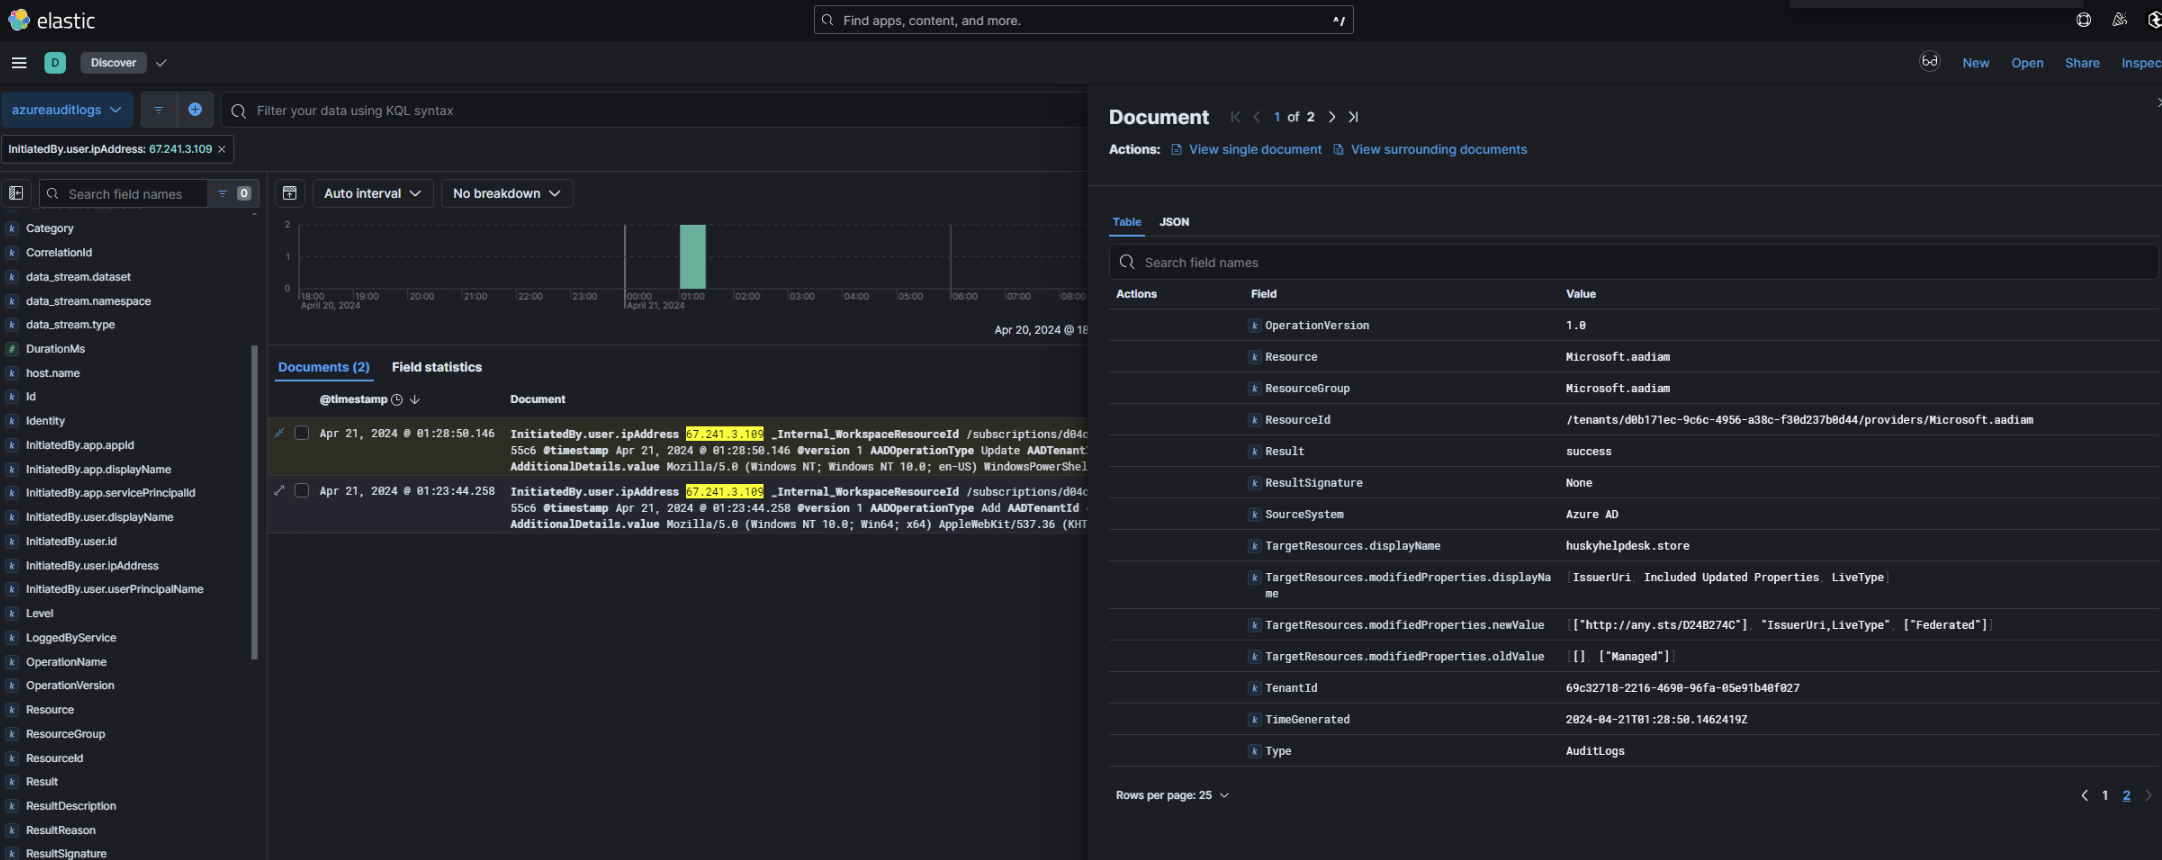 elastic
Find apps, content, and more.
^/
D
Discover
New
Open
Share
Inspec
azureauditlogs
Filter your data using KQL syntax
InitiatedBy.user.ipAddress: 67.241.3.109 ×
Search field names
0
Category
CorrelationId
data_stream.dataset
data_stream.namespace
data_stream.type
DurationMs
host.name
Id
Identity
InitiatedBy.app.appId
InitiatedBy.app.displayName
InitiatedBy.app.servicePrincipalId
InitiatedBy.user.displayName
InitiatedBy.user.id
InitiatedBy.user.ipAddress
InitiatedBy.user.userPrincipalName
Level
LoggedByService
OperationName
OperationVersion
Resource
ResourceGroup
ResourceId
Result
ResultDescription
ResultReason
ResultSignature
Auto interval
No breakdown
2
1
0
18:00 19:00 20:00 21:00 22:00 23:00 00:00 01:00 02:00 03:00 04:00 05:00 06:00 07:00 08:00
April 20, 2024 April 21, 2024
Apr 20, 2024 @ 18
Documents (2) Field statistics
@timestamp Document
Apr 21, 2024 @ 01:28:50.146 InitiatedBy.user.ipAddress 67.241.3.109 _Internal_WorkspaceResourceId /subscriptions/d04c
55c6 @timestamp Apr 21, 2024 @ 01:28:50.146 @version 1 AADOperationType Update AADTenant
AdditionalDetails.value Mozilla/5.0 (Windows NT; Windows NT 10.0; en-US) WindowsPowerShel
Apr 21, 2024 @ 01:23:44.258 InitiatedBy.user.ipAddress 67.241.3.109 _Internal_WorkspaceResourceId /subscriptions/d04c
55c6 @timestamp Apr 21, 2024 @ 01:23:44.258 @version 1 AADOperationType Add AADTenantId
AdditionalDetails.value Mozilla/5.0 (Windows NT 10.0; Win64; x64) AppleWebKit/537.36 (KHT
Document 1 of 2
Actions: View single document View surrounding documents
Table JSON
Search field names
Actions Field Value
OperationVersion 1.0
Resource Microsoft.aadiam
ResourceGroup Microsoft.aadiam
ResourceId /tenants/d0b171ec-9c6c-4956-a38c-f30d237b0d44/providers/Microsoft.aadiam
Result success
ResultSignature None
SourceSystem Azure AD
TargetResources.displayName huskyhelpdesk.store
TargetResources.modifiedProperties.displayNa [IssuerUri, Included Updated Properties, LiveType]
me
TargetResources.modifiedProperties.newValue [["http://any.sts/D24B274C"], "IssuerUri,LiveType", ["Federated"]]
TargetResources.modifiedProperties.oldValue [[], ["Managed"]]
TenantId 69c32718-2216-4690-96fa-05e91b40f027
TimeGenerated 2024-04-21T01:28:50.1462419Z
Type AuditLogs
Rows per page: 25
1 2